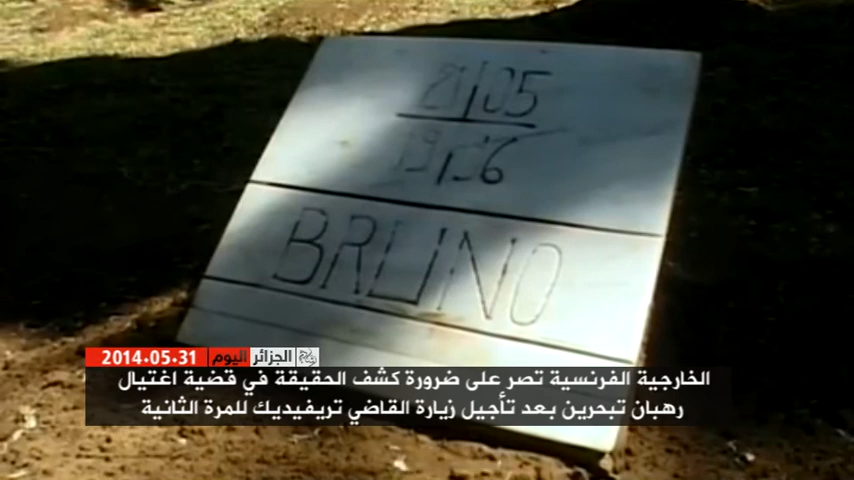 21/05
BRUNO
2014•05•31 الجزائر اليوم
الخارجية الفرنسية تصر على ضرورة كشف الحقيقة في قضية اغتيال
رهبان تبحرين بعد تأجيل زيارة القاضي تريفيديك للمرة الثانية